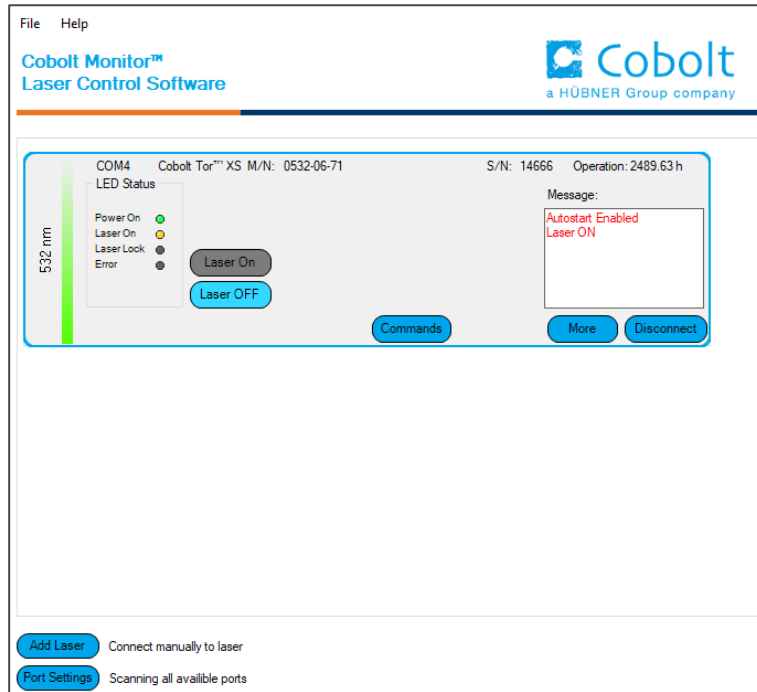 File Help
Cobolt Monitor™
Laser Control Software
Cobolt
a HÜBNER Group company
COM4 Cobolt Tor™ XS M/N: 0532-06-71 S/N: 14666 Operation: 2489.63 h
LED Status
Message:
532 nm
Power On
Laser On
Laser Lock
Error
Laser On
Laser OFF
Autostart Enabled
Laser ON
Commands
More
Disconnect
Add Laser Connect manually to laser
Port Settings Scanning all availible ports